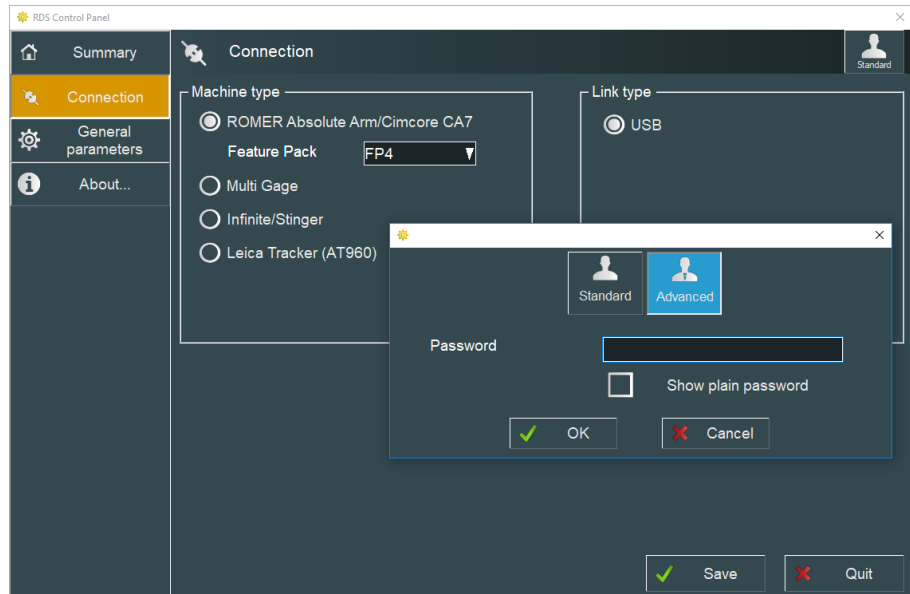 RDS Control Panel
Summary
Connection
General
parameters
About...
Connection
Standard
Machine type
ROMER Absolute Arm/Cimcore CA7
Feature Pack
FP4
Multi Gage
Infinite/Stinger
Leica Tracker (AT960)
Link type
USB
Standard
Advanced
Password
Show plain password
OK
Cancel
Save
Quit